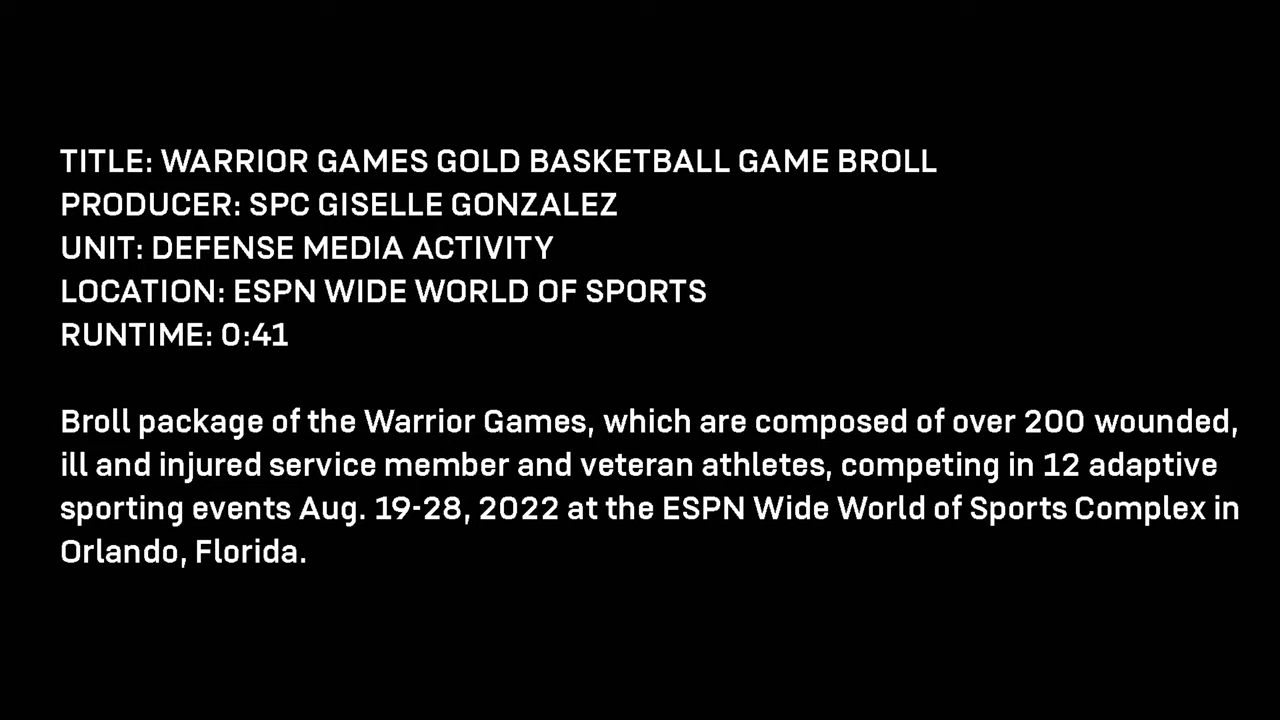 TITLE: WARRIOR GAMES GOLD BASKETBALL GAME BROLL
PRODUCER: SPC GISELLE GONZALEZ
UNIT: DEFENSE MEDIA ACTIVITY
LOCATION: ESPN WIDE WORLD OF SPORTS
RUNTIME: 0:41
Broll package of the Warrior Games, which are composed of over 200 wounded,
ill and injured service member and veteran athletes, competing in 12 adaptive
sporting events Aug. 19-28, 2022 at the ESPN Wide World of Sports Complex in
Orlando, Florida.